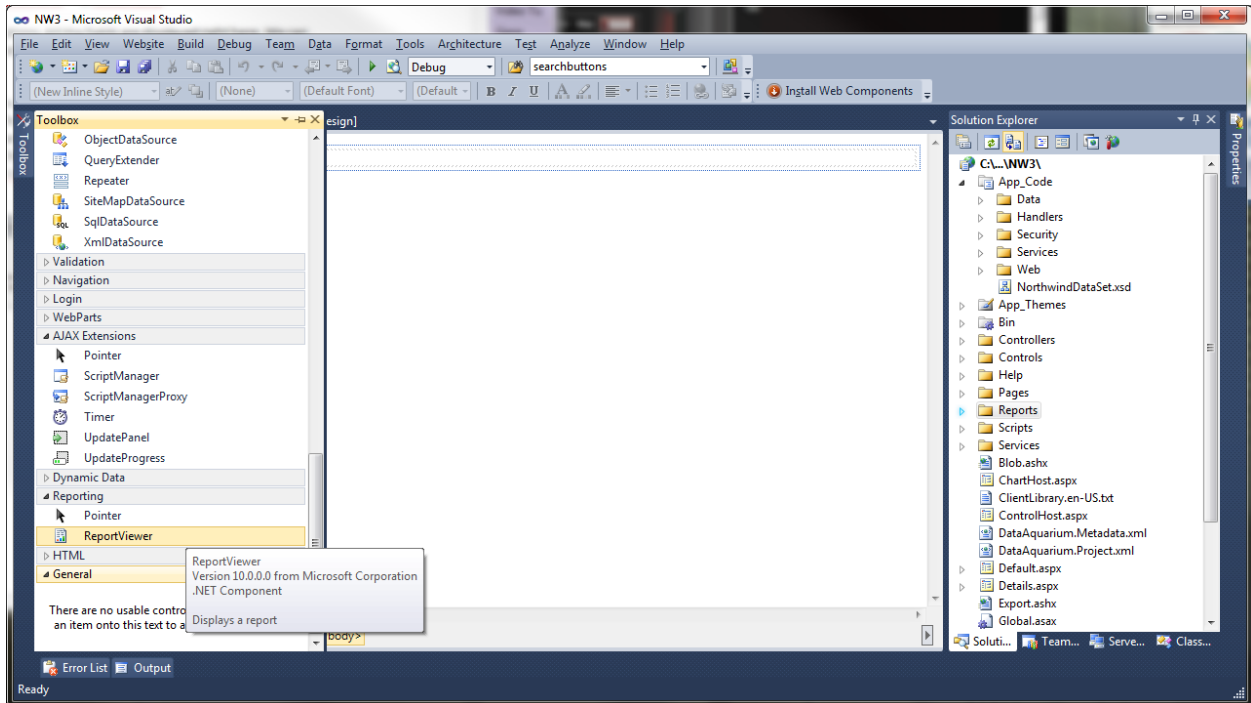 NW3 - Microsoft Visual Studio
File Edit View Website Build Debug Team Data Format Tools Architecture Test Analyze Window Help
Debug searchbuttons
(New Inline Style) (None) (Default Font) (Default B I U A Install Web Components
Toolbox
esign]
Solution Explorer
Toolbox
Properties
ObjectDataSource
QueryExtender
Repeater
SiteMapDataSource
SqlDataSource
XmlDataSource
Validation
Navigation
Login
WebParts
AJAX Extensions
Pointer
ScriptManager
ScriptManagerProxy
Timer
UpdatePanel
UpdateProgress
Dynamic Data
Reporting
Pointer
ReportViewer
HTML
General
There are no usable contro
an item onto this text to a
ReportViewer
Version 10.0.0.0 from Microsoft Corporation
.NET Component
Displays a report
body>
C:\...\NW3\
App_Code
Data
Handlers
Security
Services
Web
NorthwindDataSet.xsd
App_Themes
Bin
Controllers
Controls
Help
Pages
Reports
Scripts
Services
Blob.ashx
ChartHost.aspx
ClientLibrary.en-US.txt
ControlHost.aspx
DataAquarium.Metadata.xml
DataAquarium.Project.xml
Default.aspx
Details.aspx
Export.ashx
Global.asax
Soluti... Team... Serve... Class...
Error List Output
Ready